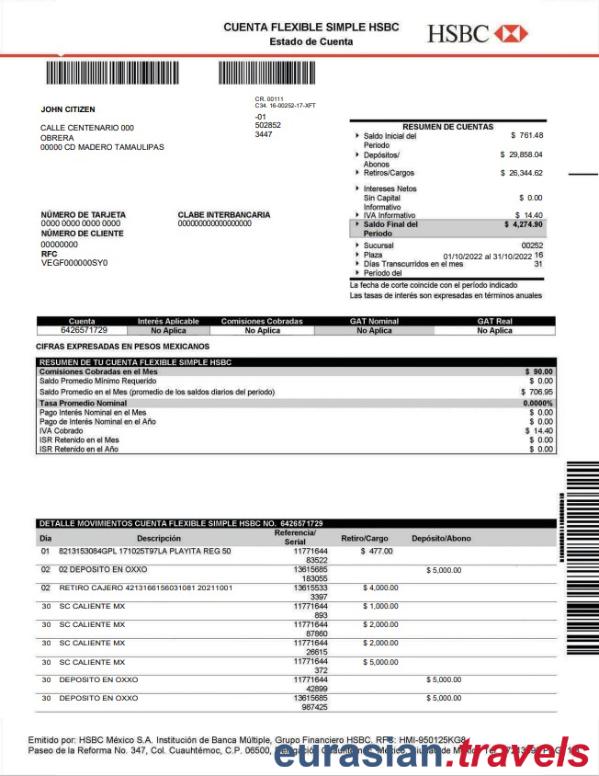 CUENTA FLEXIBLE SIMPLE HSBC
Estado de Cuenta
HSBC
CR. 00111
C34. 16-00252-17-XFT
-01
502852
3447
JOHN CITIZEN
CALLE CENTENARIO 000
OBRERA
00000 CD MADERO TAMAULIPAS
RESUMEN DE CUENTAS
Saldo Inicial del Periodo $ 761.48
Depósitos/ Abonos $ 29,858.04
Retiros/Cargos $ 26,344.62
Intereses Netos
Sin Capital $ 0.00
Informativo
IVA Informativo $ 14.40
Saldo Final del Periodo $ 4,274.90
Sucursal 00252
Plaza 01/10/2022 al 31/10/2022 16
Días Transcurridos en el mes 31
Periodo del
La fecha de corte coincide con el período indicado
Las tasas de interés son expresadas en términos anuales
NÚMERO DE TARJETA
0000 0000 0000 0000
NÚMERO DE CLIENTE
00000000
RFC
VEGF000000SY0
CLABE INTERBANCARIA
000000000000000000
Cuenta Interés Aplicable Comisiones Cobradas GAT Nominal GAT Real
6426571729 No Aplica No Aplica No Aplica No Aplica
CIFRAS EXPRESADAS EN PESOS MEXICANOS
RESUMEN DE TU CUENTA FLEXIBLE SIMPLE HSBC
Comisiones Cobradas en el Mes $ 90.00
Saldo Promedio Mínimo Requerido $ 0.00
Saldo Promedio en el Mes (promedio de los saldos diarios del periodo) $ 706.95
Tasa Promedio Nominal 0.0000%
Pago Interés Nominal en el Mes $ 0.00
Pago de Interés Nominal en el Año $ 0.00
IVA Cobrado $ 14.40
ISR Retenido en el Mes $ 0.00
ISR Retenido en el Año $ 0.00
DETALLE MOVIMIENTOS CUENTA FLEXIBLE SIMPLE HSBC NO. 6426571729
Día Descripción Referencia/ Serial Retiro/Cargo Depósito/Abono
01 8213153084GPL 171025T97LA PLAYITA REG 50 11771644 $ 477.00
83522
02 02 DEPOSITO EN OXXO 13615685 $ 5,000.00
183055
02 RETIRO CAJERO 4213166156031081 20211001 13615533 $ 4,000.00
3397
30 SC CALIENTE MX 11771644 $ 1,000.00
893
30 SC CALIENTE MX 11771644 $ 2,000.00
87860
30 SC CALIENTE MX 11771644 $ 2,000.00
26615
30 SC CALIENTE MX 11771644 $ 5,000.00
372
30 DEPOSITO EN OXXO 11771644 $ 5,000.00
42899
30 DEPOSITO EN OXXO 13615685 $ 5,000.00
987425
Emitido por: HSBC México S.A. Institución de Banca Múltiple, Grupo Financiero HSBC. RFC: HMI-950125KG8
Paseo de la Reforma No. 347, Col. Cuauhtémoc, C.P. 06500,
eurasian.travels